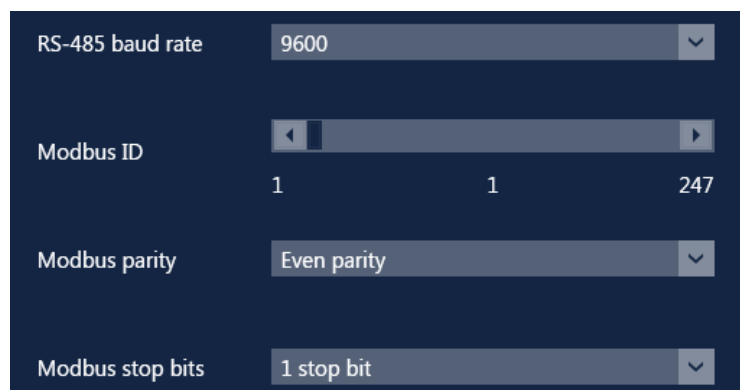 RS-485 baud rate 9600
Modbus ID
1 1 247
Modbus parity Even parity
Modbus stop bits 1 stop bit